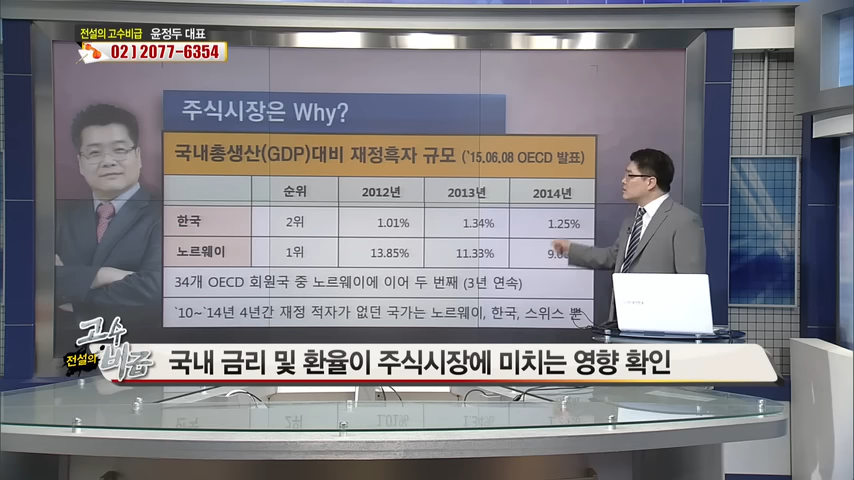 전설의 고수비급 윤정두 대표
02 ) 2077-6354
주식시장은 Why?
국내총생산(GDP)대비 재정흑자 규모 (`15.06.08 OECD 발표)
순위 2012년 2013년 2014년
한국 2위 1.01% 1.34% 1.25%
노르웨이 1위 13.85% 11.33%
34개 OECD 회원국 중 노르웨이에 이어 두 번째 (3년 연속)
`10~`14년 4년간 재정 적자가 없던 국가는 노르웨이, 한국, 스위스 뿐
전설의 고수 비급
국내 금리 및 환율이 주식시장에 미치는 영향 확인